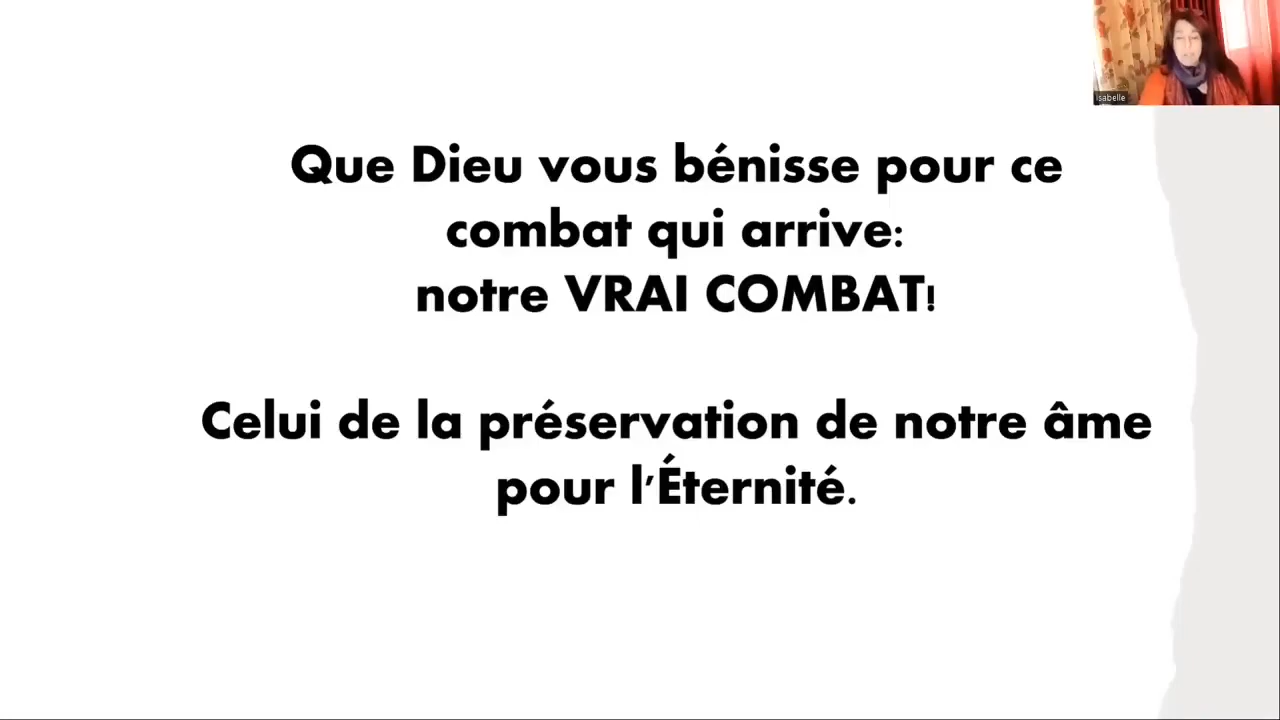 Isabelle
Que Dieu vous bénisse pour ce
combat qui arrive:
notre VRAI COMBAT!
Celui de la préservation de notre âme
pour l'Éternité.